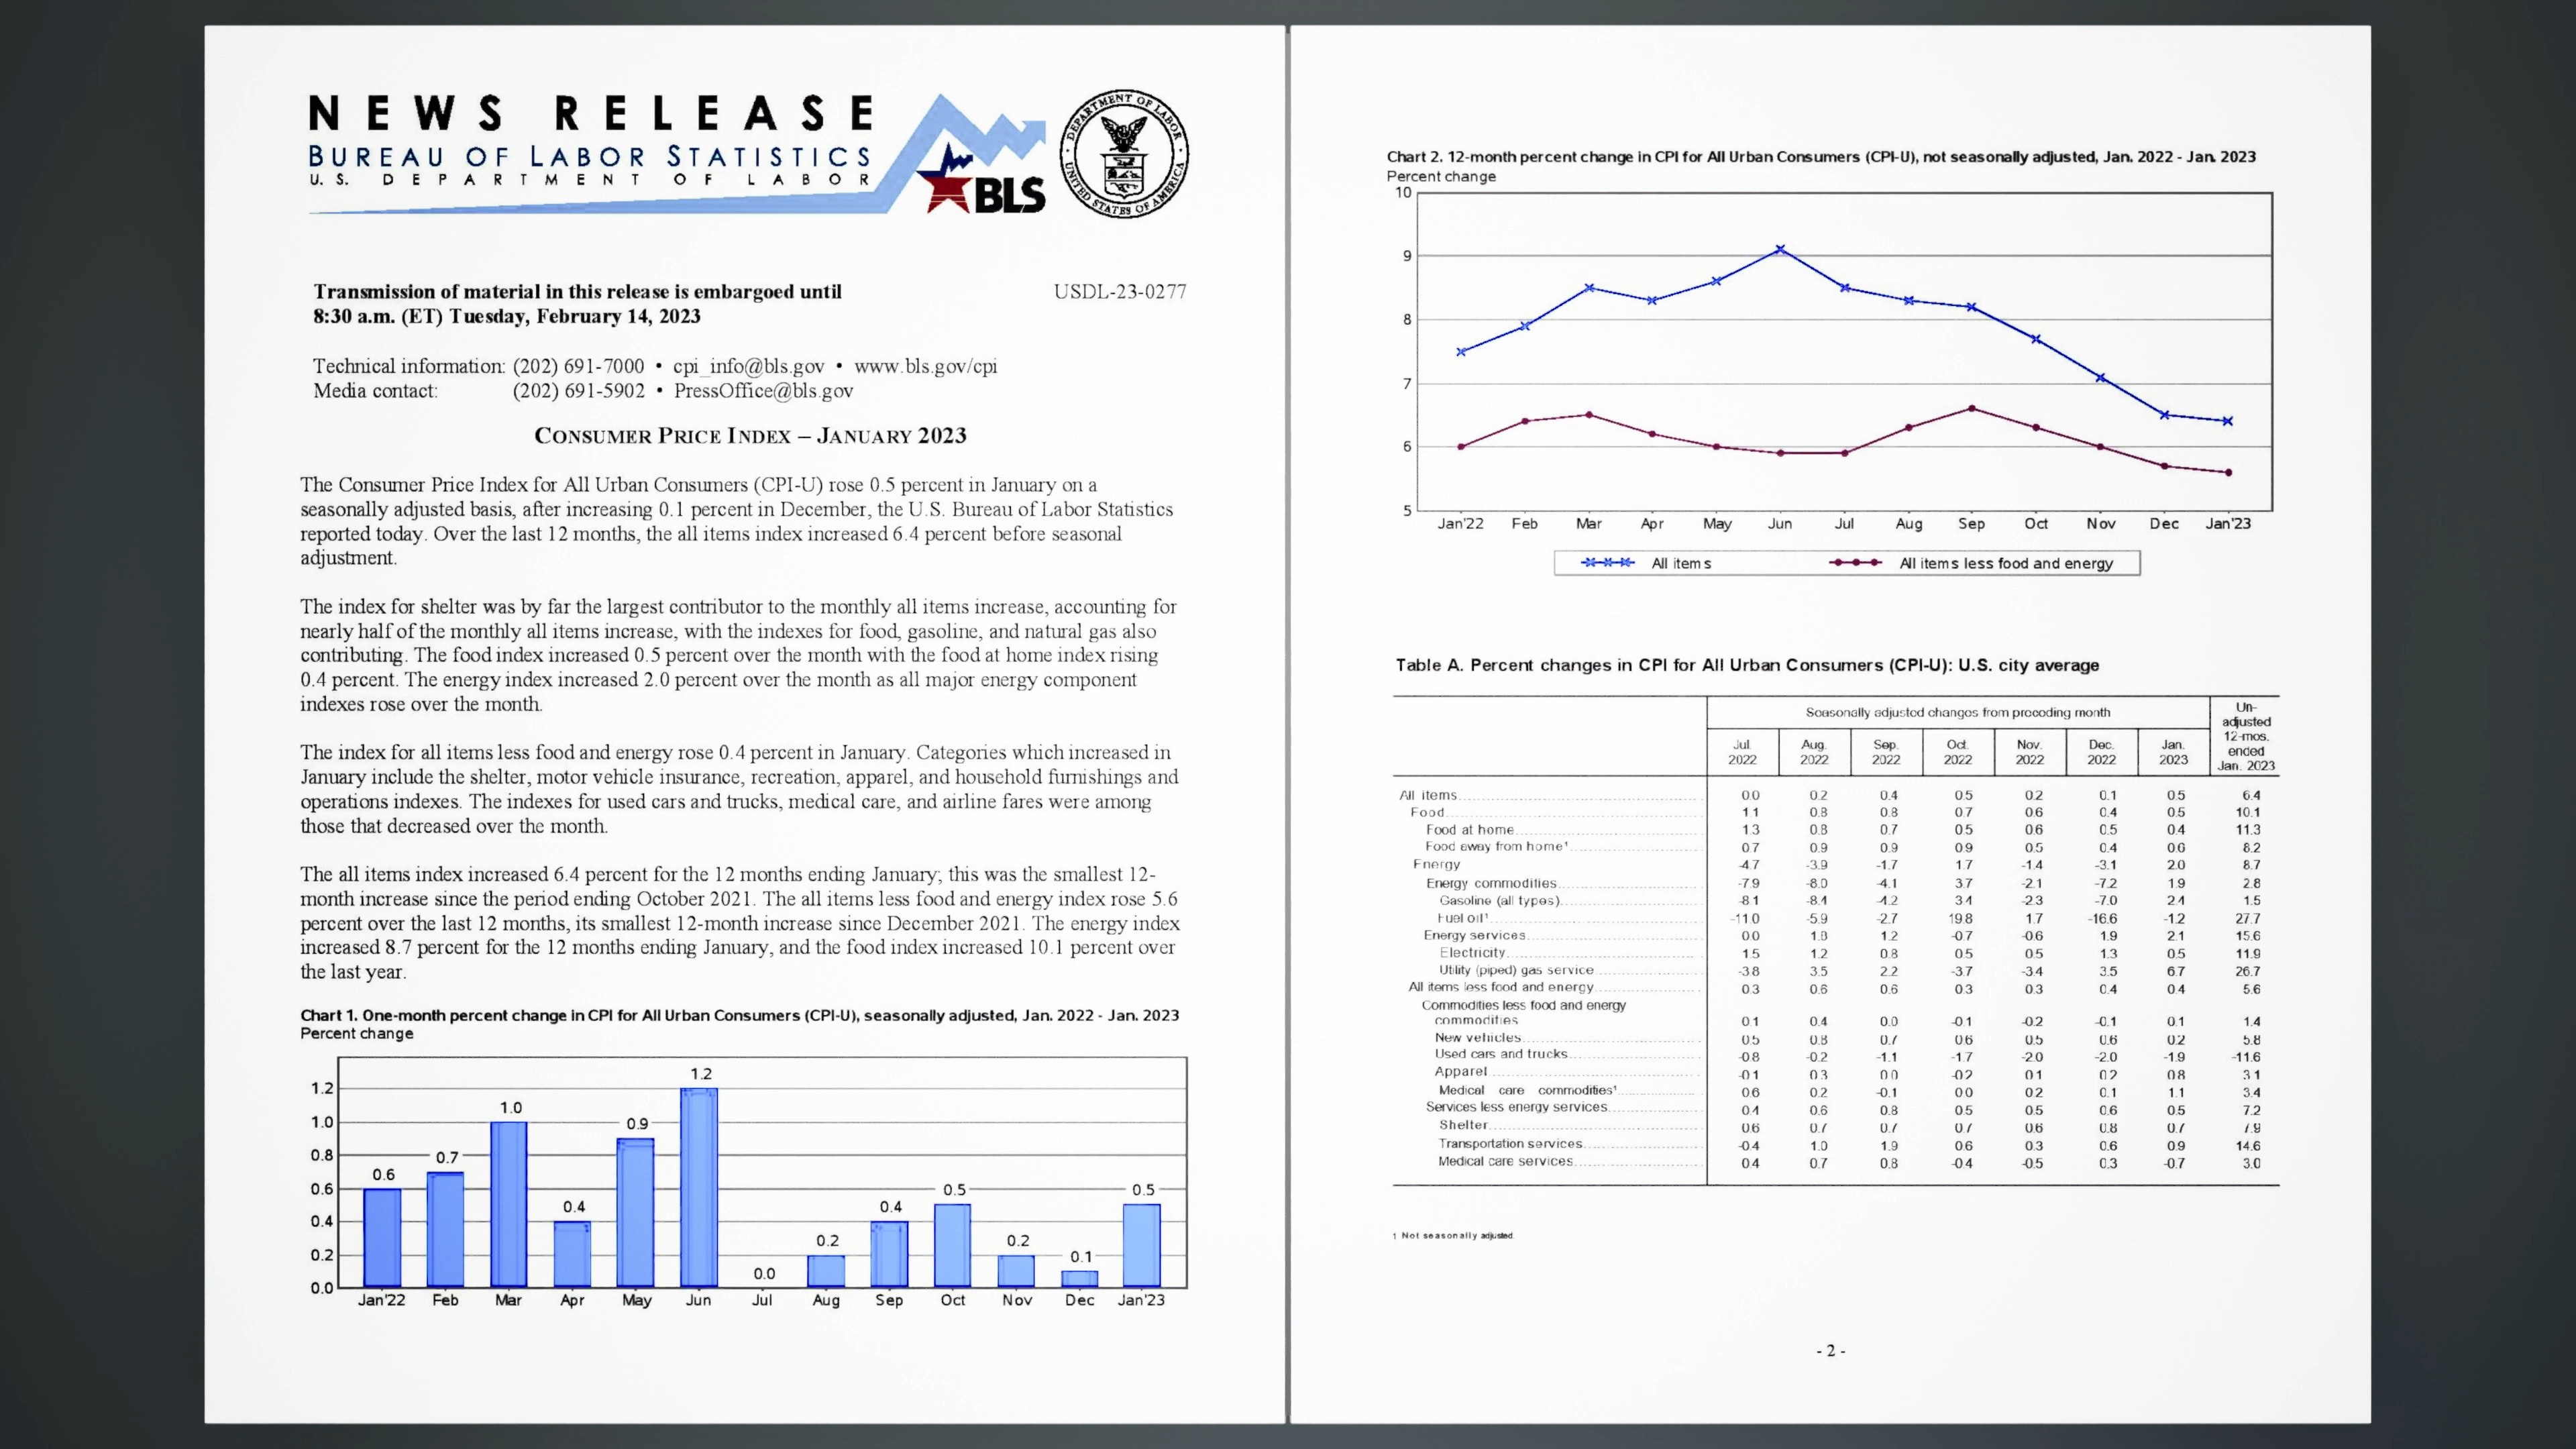 NEWS RELEASE
BUREAU OF LABOR STATISTICS
U.S. DEPARTMENT OF LABOR
BLS
DEPARTMENT OF LABOR
UNITED STATES OF AMERICA
Transmission of material in this release is embargoed until
USDL-23-0277
8:30 a.m. (ET) Tuesday, February 14, 2023
Technical information: (202) 691-7000 • cpi_info@bls.gov • www.bls.gov/cpi
Media contact: (202) 691-5902 • PressOffice@bls.gov
CONSUMER PRICE INDEX – JANUARY 2023
The Consumer Price Index for All Urban Consumers (CPI-U) rose 0.5 percent in January on a
seasonally adjusted basis, after increasing 0.1 percent in December, the U.S. Bureau of Labor Statistics
reported today. Over the last 12 months, the all items index increased 6.4 percent before seasonal
adjustment.
The index for shelter was by far the largest contributor to the monthly all items increase, accounting for
nearly half of the monthly all items increase, with the indexes for food, gasoline, and natural gas also
contributing. The food index increased 0.5 percent over the month with the food at home index rising
0.4 percent. The energy index increased 2.0 percent over the month as all major energy component
indexes rose over the month.
The index for all items less food and energy rose 0.4 percent in January. Categories which increased in
January include the shelter, motor vehicle insurance, recreation, apparel, and household furnishings and
operations indexes. The indexes for used cars and trucks, medical care, and airline fares were among
those that decreased over the month.
The all items index increased 6.4 percent for the 12 months ending January; this was the smallest 12-
month increase since the period ending October 2021. The all items less food and energy index rose 5.6
percent over the last 12 months, its smallest 12-month increase since December 2021. The energy index
increased 8.7 percent for the 12 months ending January, and the food index increased 10.1 percent over
the last year.
Chart 1. One-month percent change in CPI for All Urban Consumers (CPI-U), seasonally adjusted, Jan. 2022 - Jan. 2023
Percent change
1.2
1.0
0.8
0.6
0.4
0.2
0.0
0.6 0.7 1.0 0.4 0.9 1.2 0.0 0.2 0.4 0.5 0.2 0.1 0.5
Jan'22 Feb Mar Apr May Jun Jul Aug Sep Oct Nov Dec Jan'23
Chart 2. 12-month percent change in CPI for All Urban Consumers (CPI-U), not seasonally adjusted, Jan. 2022 - Jan. 2023
Percent change
10
9
8
7
6
5
Jan'22 Feb Mar Apr May Jun Jul Aug Sep Oct Nov Dec Jan'23
All items All items less food and energy
Table A. Percent changes in CPI for All Urban Consumers (CPI-U): U.S. city average
Seasonally adjusted changes from preceding month
Un-
adjusted
12-mos.
ended
Jan. 2023
Jul. Aug. Sep. Oct. Nov. Dec. Jan.
2022 2022 2022 2022 2022 2022 2023
All items 0.0 0.2 0.4 0.5 0.2 0.1 0.5 6.4
Food 1.1 0.8 0.8 0.7 0.6 0.4 0.5 10.1
Food at home 1.3 0.8 0.7 0.5 0.6 0.5 0.4 11.3
Food away from home¹ 0.7 0.9 0.9 0.9 0.5 0.4 0.6 8.2
Energy -4.7 -3.9 -1.7 1.7 -1.4 -3.1 2.0 8.7
Energy commodities -7.9 -8.0 -4.1 3.7 -2.1 -7.2 1.9 2.8
Gasoline (all types) -8.1 -8.4 -4.2 3.4 -2.3 -7.0 2.4 1.5
Fuel oil¹ -11.0 -5.9 -2.7 19.8 1.7 -16.6 -1.2 27.7
Energy services 0.0 1.8 1.2 -0.7 -0.6 1.9 2.1 15.6
Electricity 1.5 1.2 0.8 0.5 0.5 1.3 0.5 11.9
Utility (piped) gas service -3.8 3.5 2.2 -3.7 -3.4 3.5 6.7 26.7
All items less food and energy 0.3 0.6 0.6 0.3 0.3 0.4 0.4 5.6
Commodities less food and energy
commodities 0.1 0.4 0.0 -0.1 -0.2 -0.1 0.1 1.4
New vehicles 0.5 0.8 0.7 0.6 0.5 0.6 0.2 5.8
Used cars and trucks -0.8 -0.2 -1.1 -1.7 -2.0 -2.0 -1.9 -11.6
Apparel -0.1 0.3 0.0 -0.2 0.1 0.2 0.8 3.1
Medical care commodities¹ 0.6 0.2 -0.1 0.0 0.2 0.1 1.1 3.4
Services less energy services 0.4 0.6 0.8 0.5 0.5 0.6 0.5 7.2
Shelter 0.6 0.7 0.7 0.7 0.6 0.8 0.7 7.9
Transportation services -0.4 1.0 1.9 0.6 0.3 0.6 0.9 14.6
Medical care services 0.4 0.7 0.8 -0.4 -0.5 0.3 -0.7 3.0
1 Not seasonally adjusted
- 2 -